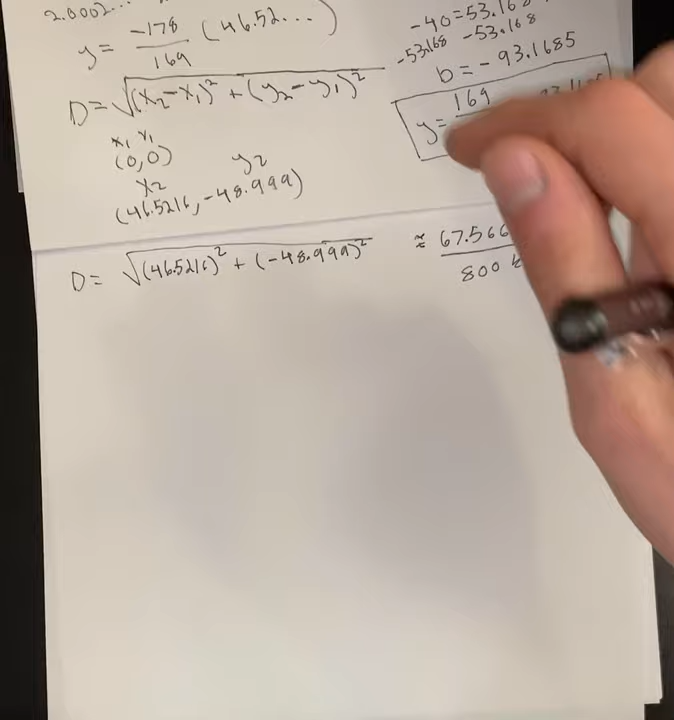 2.0002...
y = -178/169 (46.52...)
D = √(x₂-x₁)² + (y₂-y₁)²
x₁ y₁
(0,0)
x₂ y₂
(46.5216, -48.999)
-40 = 53.168
-53.168 -53.168
b = -93.1685
y = 169
D = √(46.5216)² + (-48.999)² ≈ 67.566
800